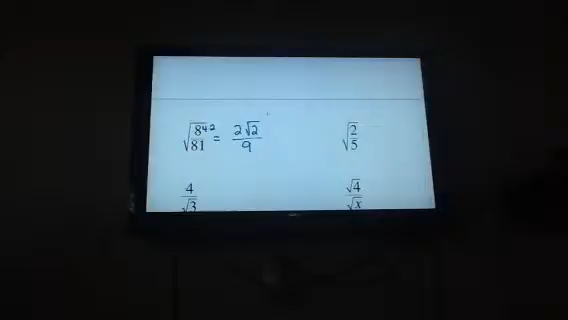 √(8/81) 4·2 = 2√2/9 √(2/5)
4/√3 √4/√x